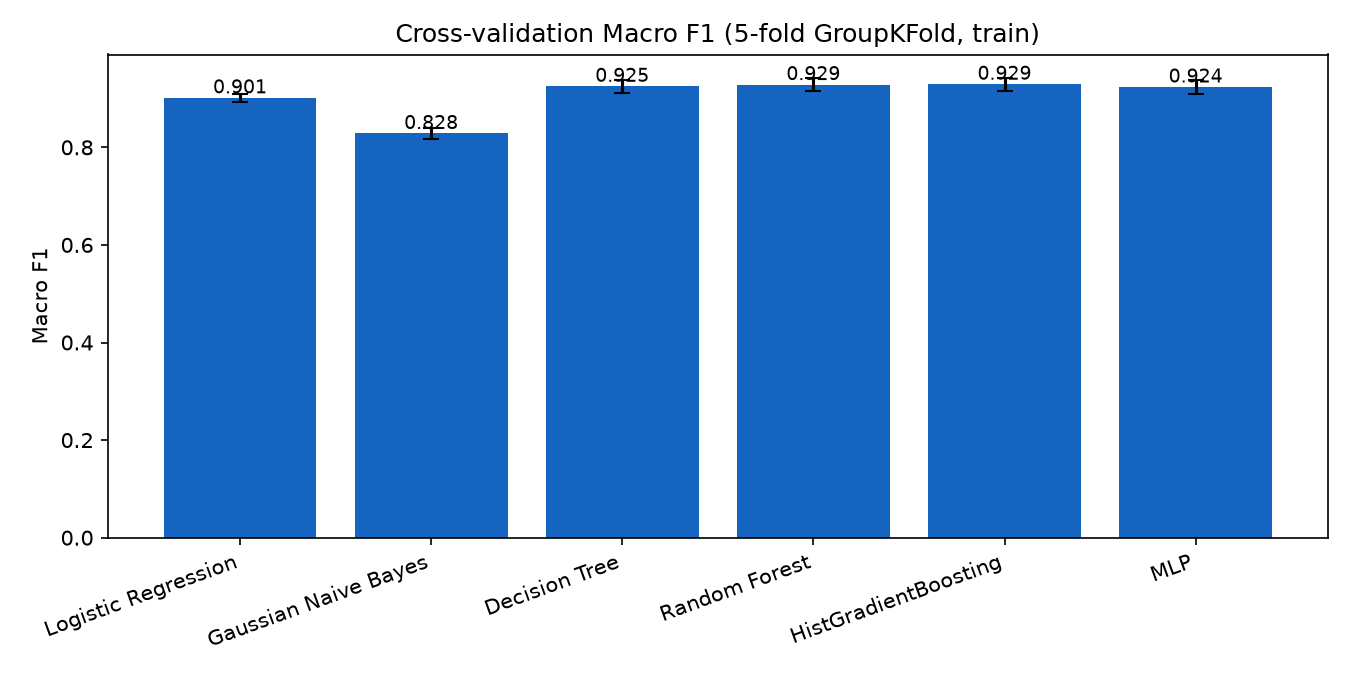 Cross-validation Macro F1 (5-fold GroupKFold, train)
Macro F1
0.8
0.6
0.4
0.2
0.0
0.901
0.828
0.925
0.929
0.929
0.924
Logistic Regression
Gaussian Naive Bayes
Decision Tree
Random Forest
HistGradientBoosting
MLP